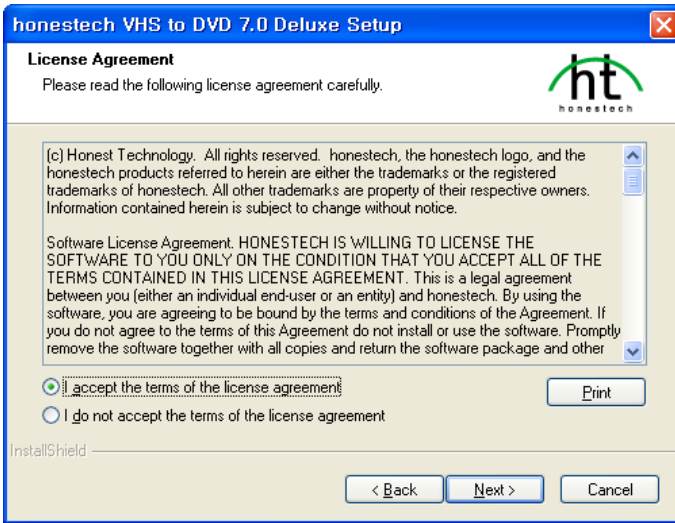 honestech VHS to DVD 7.0 Deluxe Setup
License Agreement
Please read the following license agreement carefully.
ht
honestech
(c) Honest Technology. All rights reserved. honestech, the honestech logo, and the
honestech products referred to herein are either the trademarks or the registered
trademarks of honestech. All other trademarks are property of their respective owners.
Information contained herein is subject to change without notice.
Software License Agreement. HONESTECH IS WILLING TO LICENSE THE
SOFTWARE TO YOU ONLY ON THE CONDITION THAT YOU ACCEPT ALL OF THE
TERMS CONTAINED IN THIS LICENSE AGREEMENT. This is a legal agreement
between you (either an individual end-user or an entity) and honestech. By using the
software, you are agreeing to be bound by the terms and conditions of the Agreement. If
you do not agree to the terms of this Agreement do not install or use the software. Promptly
remove the software together with all copies and return the software package and other
I accept the terms of the license agreement
Print
I do not accept the terms of the license agreement
InstallShield
< Back
Next >
Cancel